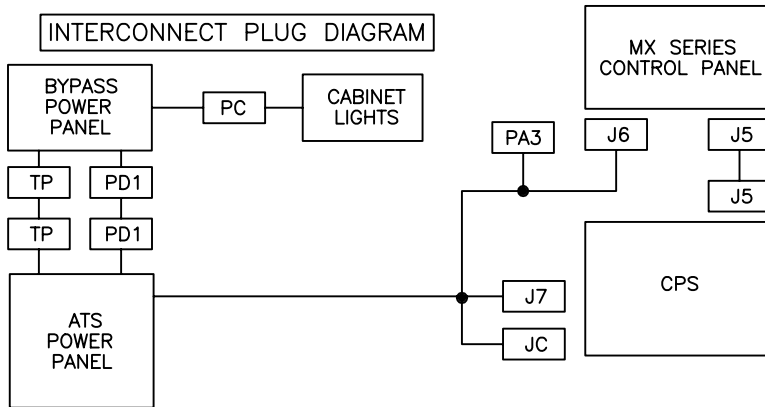 INTERCONNECT PLUG DIAGRAM
MX SERIES
CONTROL PANEL
BYPASS
POWER
PANEL
PC
CABINET
LIGHTS
PA3
J6
J5
TP
PD1
J5
TP
PD1
CPS
J7
ATS
POWER
PANEL
JC